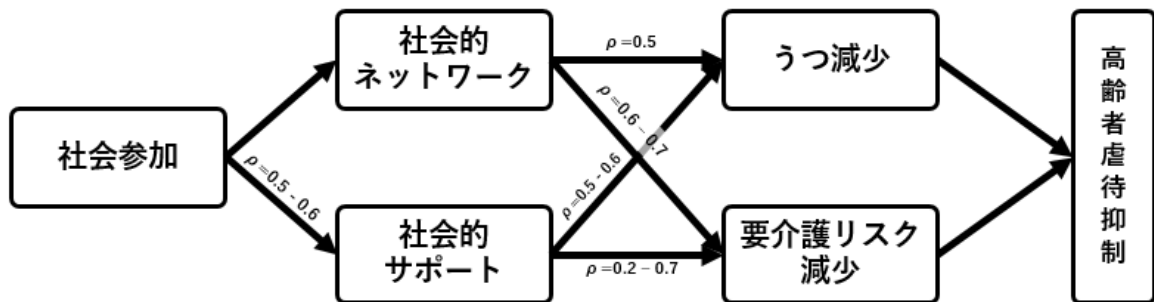 社会参加
社会的
ネットワーク
社会的
サポート
うつ減少
要介護リスク
減少
高齢者虐待抑制
ρ=0.5
ρ=0.6 – 0.7
ρ=0.5 - 0.6
ρ=0.5 - 0.6
ρ=0.2 – 0.7